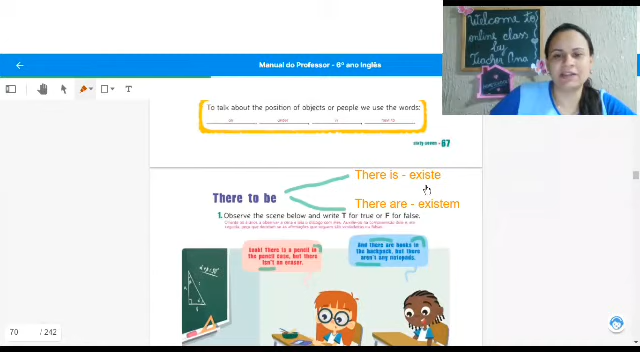 Welcome to
online class
by
Teacher Ana
Manual do Professor - 6º ano Inglês
To talk about the position of objects or people we use the words:
on under in next to
sixty-seven - 67
There is - existe
There to be
There are - existem
1. Observe the scene below and write T for true or F for false.
Look! There is a pencil in
the pencil case, but there
isn't an eraser.
And there are books in
the backpack, but there
aren't any notepads.
70 / 242